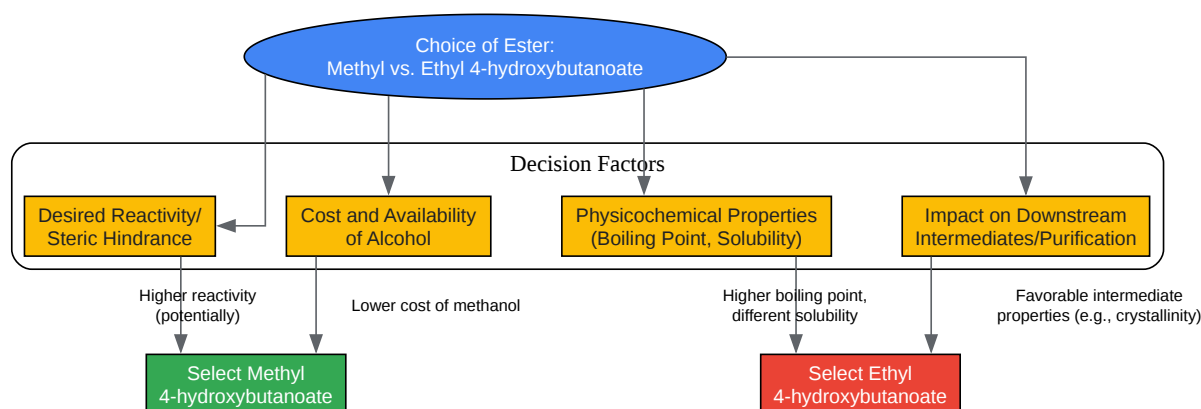 Choice of Ester:
Methyl vs. Ethyl 4-hydroxybutanoate
Decision Factors
Desired Reactivity/
Steric Hindrance
Cost and Availability
of Alcohol
Physicochemical Properties
(Boiling Point, Solubility)
Impact on Downstream
Intermediates/Purification
Higher reactivity
(potentially)
Lower cost of methanol
Higher boiling point,
different solubility
Favorable intermediate
properties (e.g., crystallinity)
Select Methyl
4-hydroxybutanoate
Select Ethyl
4-hydroxybutanoate